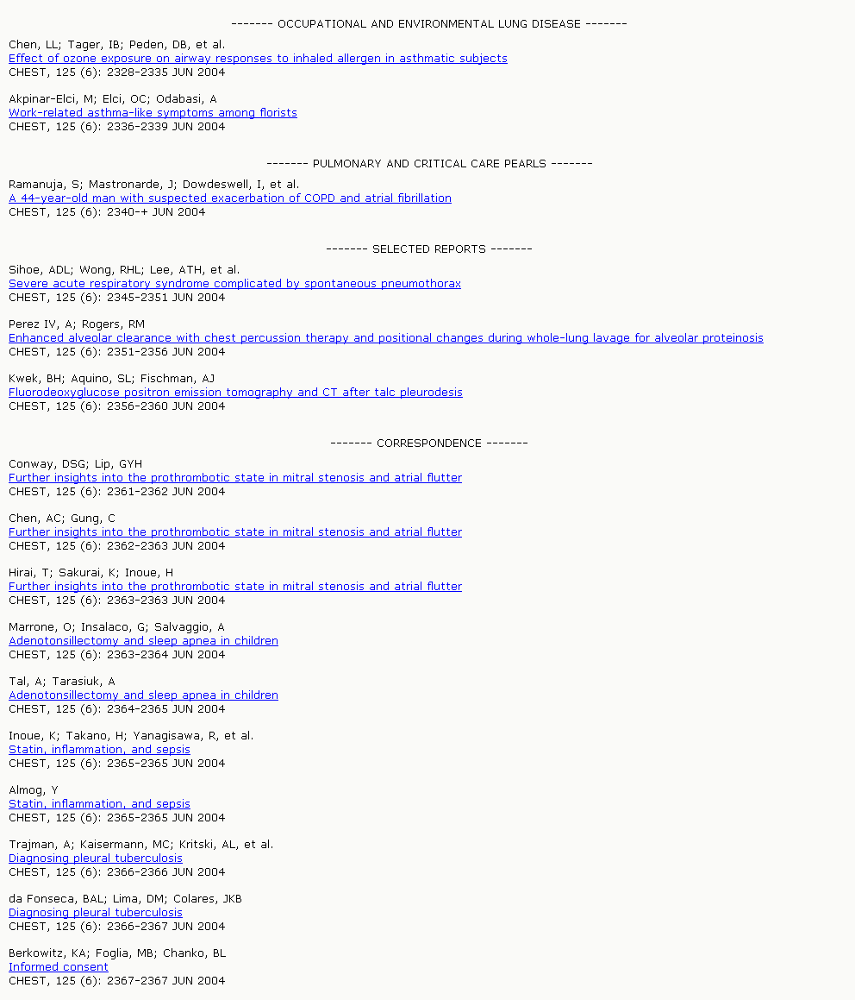 ------- OCCUPATIONAL AND ENVIRONMENTAL LUNG DISEASE -------
Chen, LL; Tager, IB; Peden, DB, et al.
Effect of ozone exposure on airway responses to inhaled allergen in asthmatic subjects
CHEST, 125 (6): 2328-2335 JUN 2004
Akpinar-Elci, M; Elci, OC; Odabasi, A
Work-related asthma-like symptoms among florists
CHEST, 125 (6): 2336-2339 JUN 2004
------- PULMONARY AND CRITICAL CARE PEARLS -------
Ramanuja, S; Mastronarde, J; Dowdeswell, I, et al.
A 44-year-old man with suspected exacerbation of COPD and atrial fibrillation
CHEST, 125 (6): 2340-+ JUN 2004
------- SELECTED REPORTS -------
Sihoe, ADL; Wong, RHL; Lee, ATH, et al.
Severe acute respiratory syndrome complicated by spontaneous pneumothorax
CHEST, 125 (6): 2345-2351 JUN 2004
Perez IV, A; Rogers, RM
Enhanced alveolar clearance with chest percussion therapy and positional changes during whole-lung lavage for alveolar proteinosis
CHEST, 125 (6): 2351-2356 JUN 2004
Kwek, BH; Aquino, SL; Fischman, AJ
Fluorodeoxyglucose positron emission tomography and CT after talc pleurodesis
CHEST, 125 (6): 2356-2360 JUN 2004
------- CORRESPONDENCE -------
Conway, DSG; Lip, GYH
Further insights into the prothrombotic state in mitral stenosis and atrial flutter
CHEST, 125 (6): 2361-2362 JUN 2004
Chen, AC; Gung, C
Further insights into the prothrombotic state in mitral stenosis and atrial flutter
CHEST, 125 (6): 2362-2363 JUN 2004
Hirai, T; Sakurai, K; Inoue, H
Further insights into the prothrombotic state in mitral stenosis and atrial flutter
CHEST, 125 (6): 2363-2363 JUN 2004
Marrone, O; Insalaco, G; Salvaggio, A
Adenotonsillectomy and sleep apnea in children
CHEST, 125 (6): 2363-2364 JUN 2004
Tal, A; Tarasiuk, A
Adenotonsillectomy and sleep apnea in children
CHEST, 125 (6): 2364-2365 JUN 2004
Inoue, K; Takano, H; Yanagisawa, R, et al.
Statin, inflammation, and sepsis
CHEST, 125 (6): 2365-2365 JUN 2004
Almog, Y
Statin, inflammation, and sepsis
CHEST, 125 (6): 2365-2365 JUN 2004
Trajman, A; Kaisermann, MC; Kritski, AL, et al.
Diagnosing pleural tuberculosis
CHEST, 125 (6): 2366-2366 JUN 2004
da Fonseca, BAL; Lima, DM; Colares, JKB
Diagnosing pleural tuberculosis
CHEST, 125 (6): 2366-2367 JUN 2004
Berkowitz, KA; Foglia, MB; Chanko, BL
Informed consent
CHEST, 125 (6): 2367-2367 JUN 2004